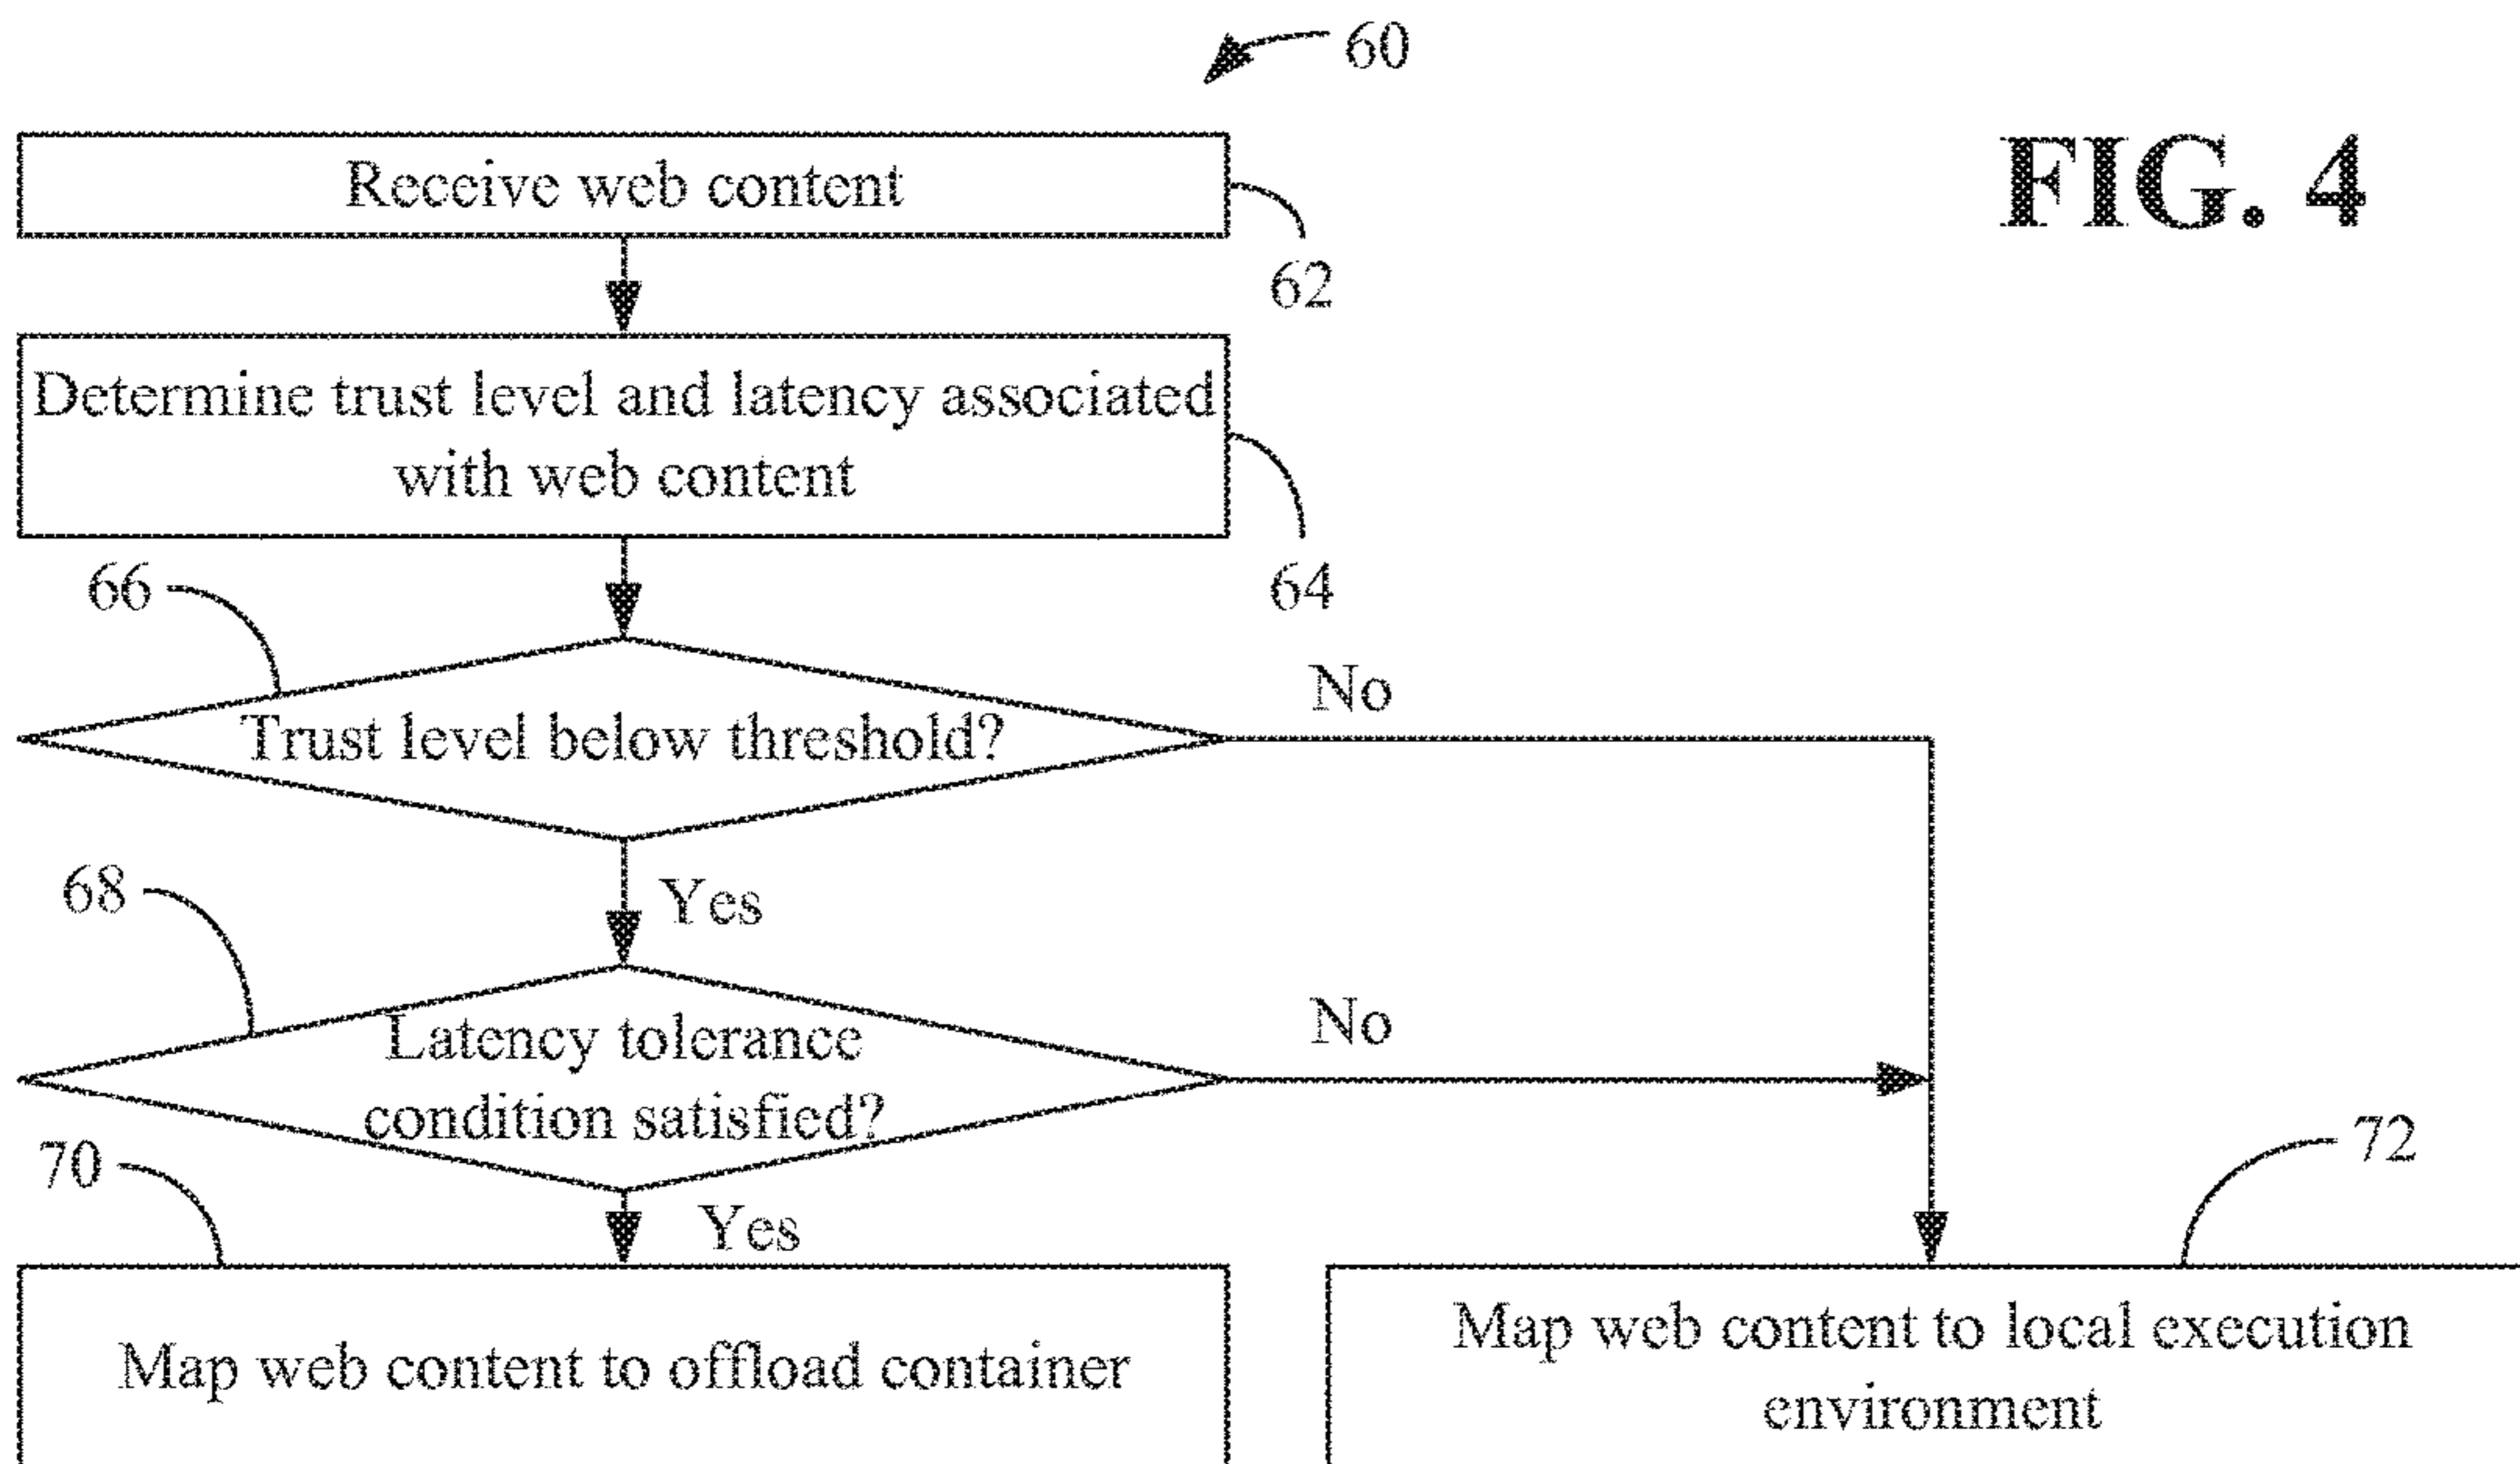 60
FIG. 4
Receive web content
62
Determine trust level and latency associated
with web content
64
66
Trust level below threshold?
No
Yes
68
Latency tolerance
condition satisfied?
No
Yes
70
Map web content to offload container
72
Map web content to local execution
environment